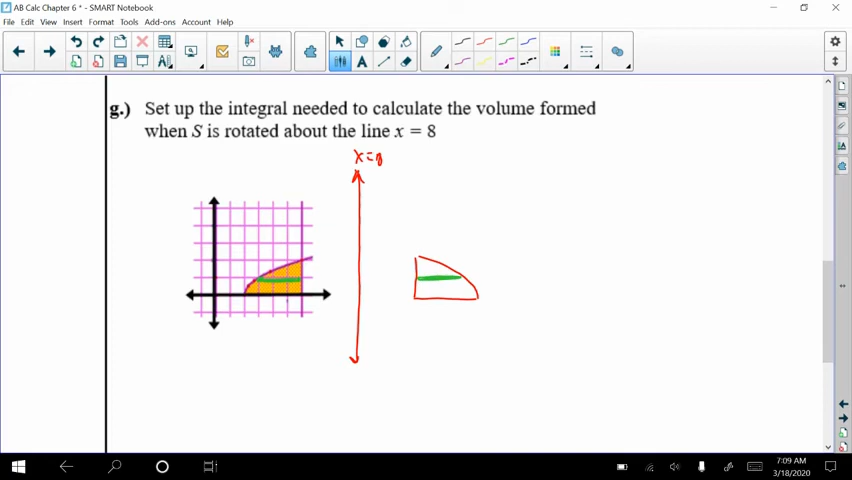 AB Calc Chapter 6 * - SMART Notebook
File Edit View Insert Format Tools Add-ons Account Help
g.) Set up the integral needed to calculate the volume formed
when S is rotated about the line x = 8
x=8
7:09 AM
3/18/2020